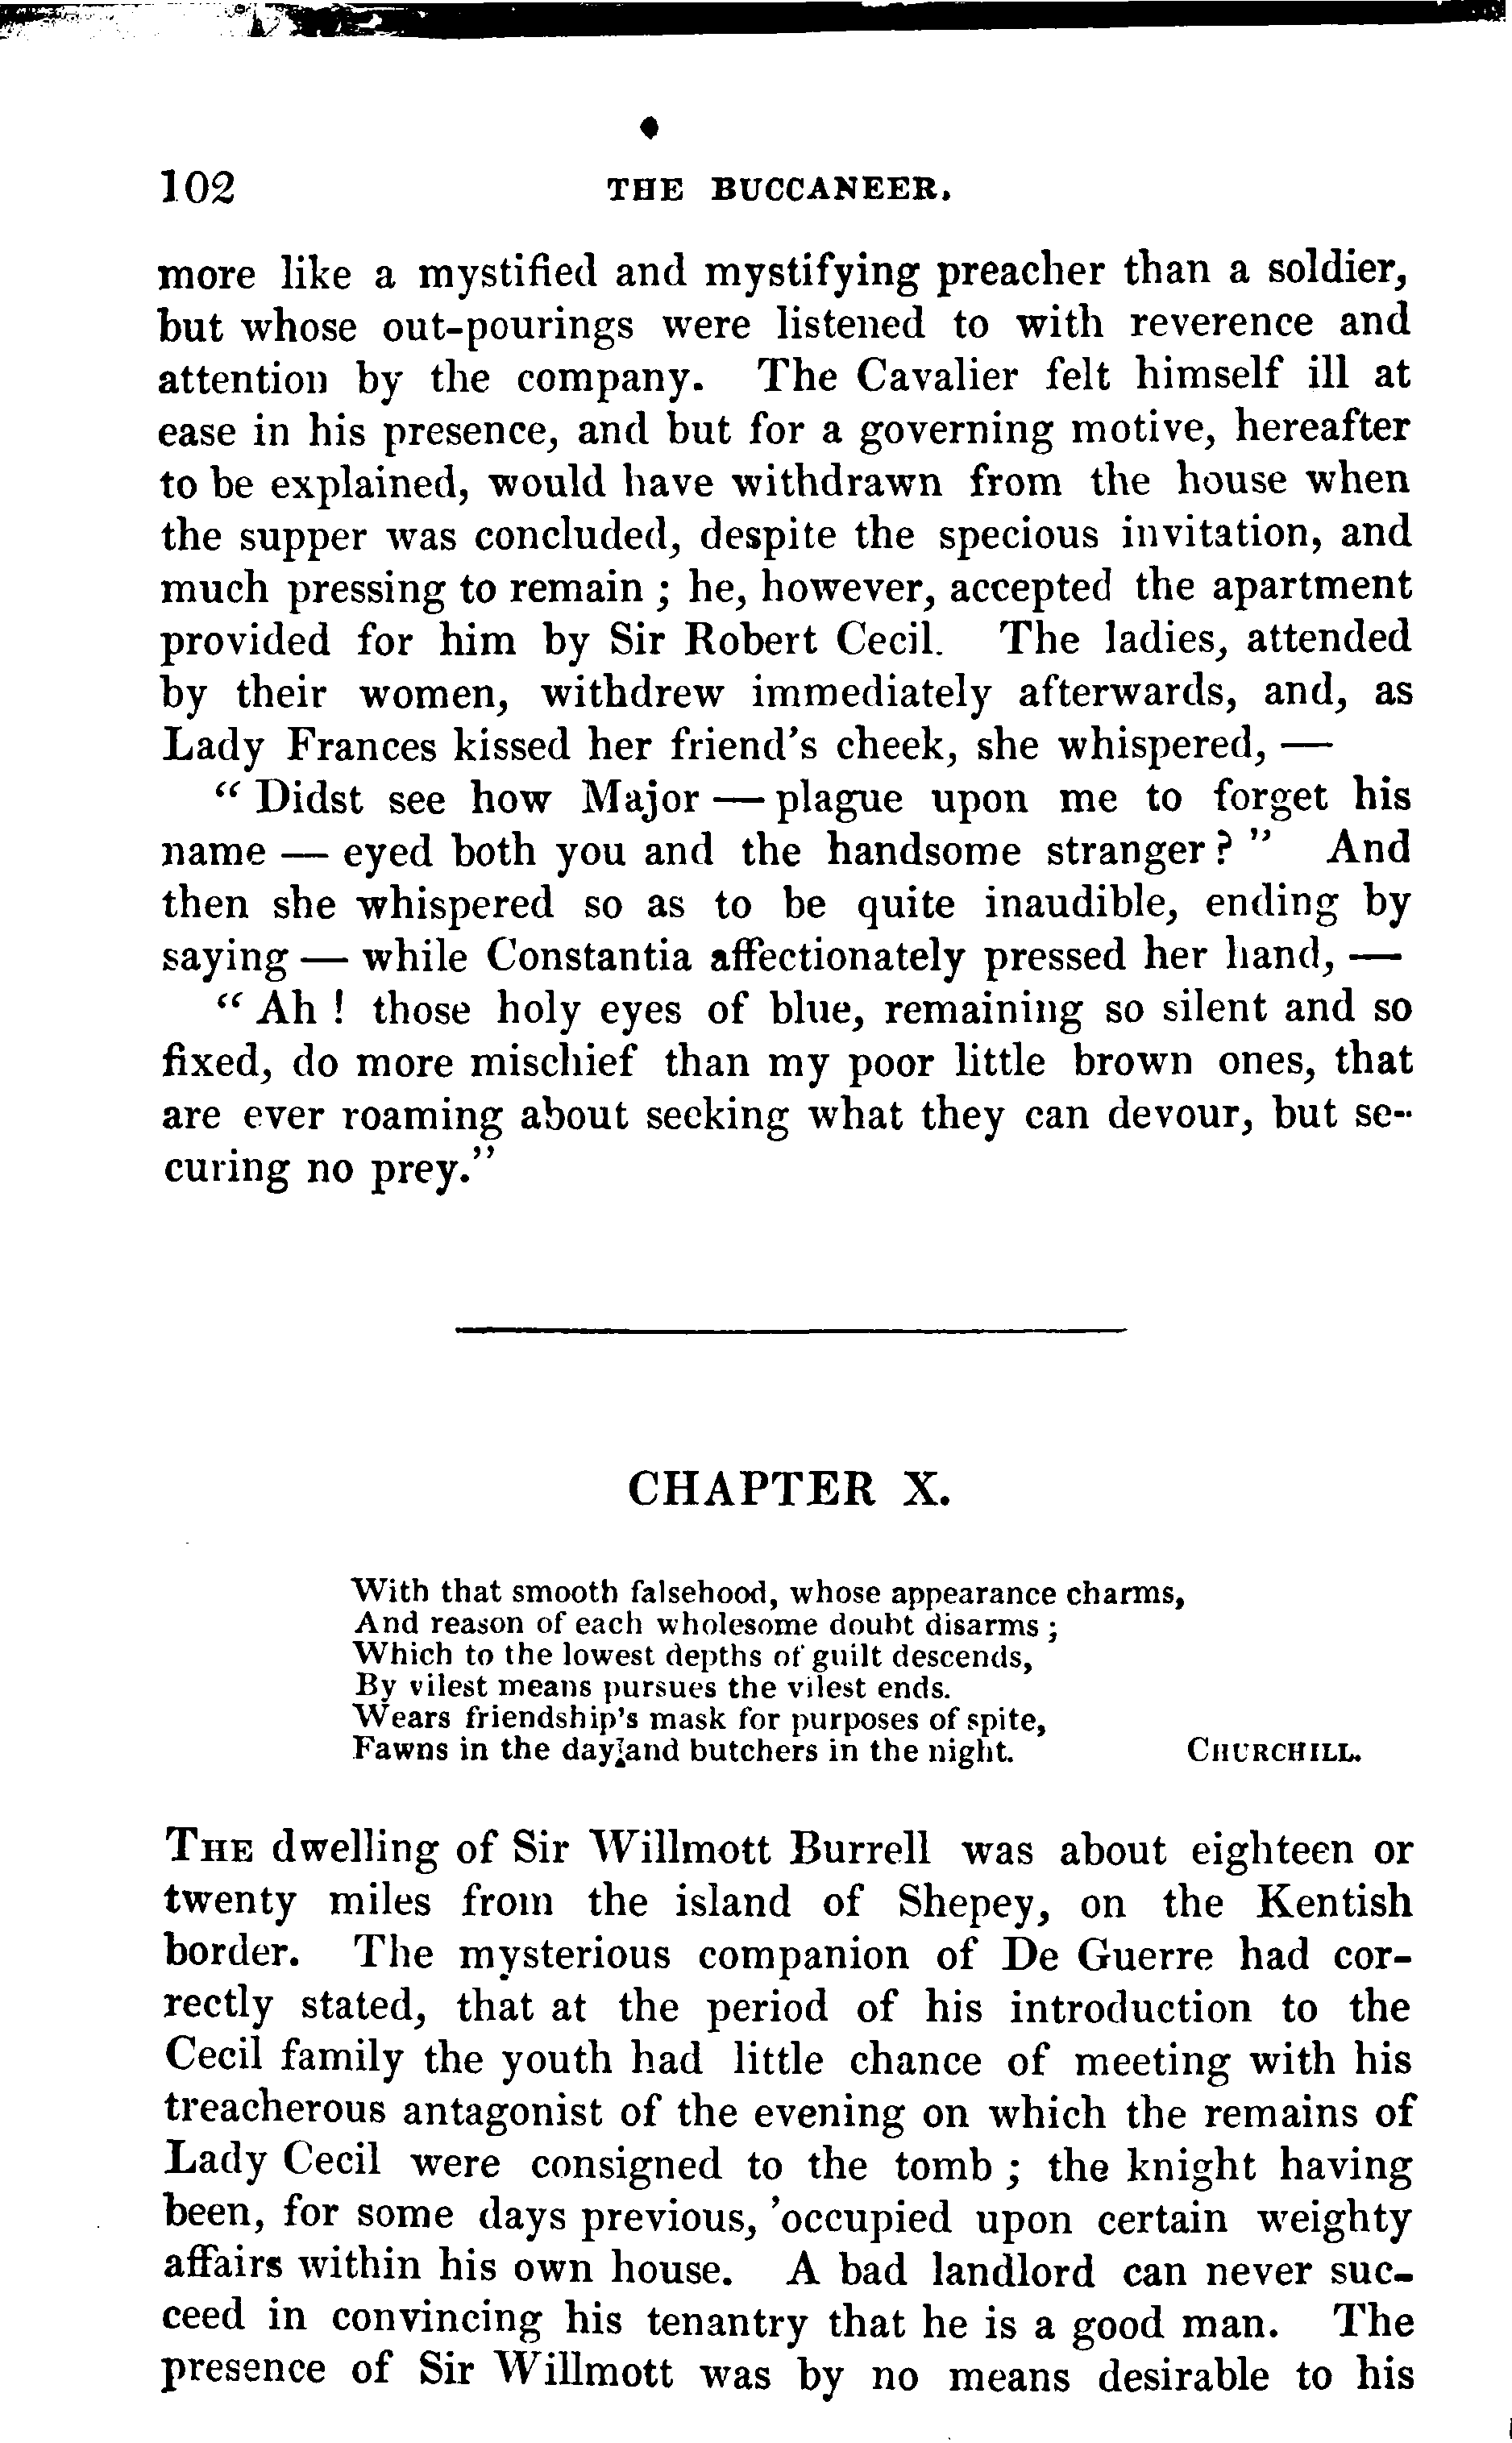 102 THE BUCCANEER.
more like a mystified and mystifying preacher than a soldier,
but whose out-pourings were listened to with reverence and
attention by the company. The Cavalier felt himself ill at
ease in his presence, and but for a governing motive, hereafter
to be explained, would have withdrawn from the house when
the supper was concluded, despite the specious invitation, and
much pressing to remain ; he, however, accepted the apartment
provided for him by Sir Robert Cecil. The ladies, attended
by their women, withdrew immediately afterwards, and, as
Lady Frances kissed her friend's cheek, she whispered, —
“ Didst see how Major — plague upon me to forget his
name — eyed both you and the handsome stranger ? ” And
then she whispered so as to be quite inaudible, ending by
saying — while Constantia affectionately pressed her hand, —
“ Ah ! those holy eyes of blue, remaining so silent and so
fixed, do more mischief than my poor little brown ones, that
are ever roaming about seeking what they can devour, but se-
curing no prey.”
CHAPTER X.
With that smooth falsehood, whose appearance charms,
And reason of each wholesome doubt disarms ;
Which to the lowest depths of guilt descends,
By vilest means pursues the vilest ends.
Wears friendship's mask for purposes of spite,
Fawns in the day, and butchers in the night. CHURCHILL.
THE dwelling of Sir Willmott Burrell was about eighteen or
twenty miles from the island of Shepey, on the Kentish
border. The mysterious companion of De Guerre had cor-
rectly stated, that at the period of his introduction to the
Cecil family the youth had little chance of meeting with his
treacherous antagonist of the evening on which the remains of
Lady Cecil were consigned to the tomb ; the knight having
been, for some days previous, 'occupied upon certain weighty
affairs within his own house. A bad landlord can never suc-
ceed in convincing his tenantry that he is a good man. The
presence of Sir Willmott was by no means desirable to his